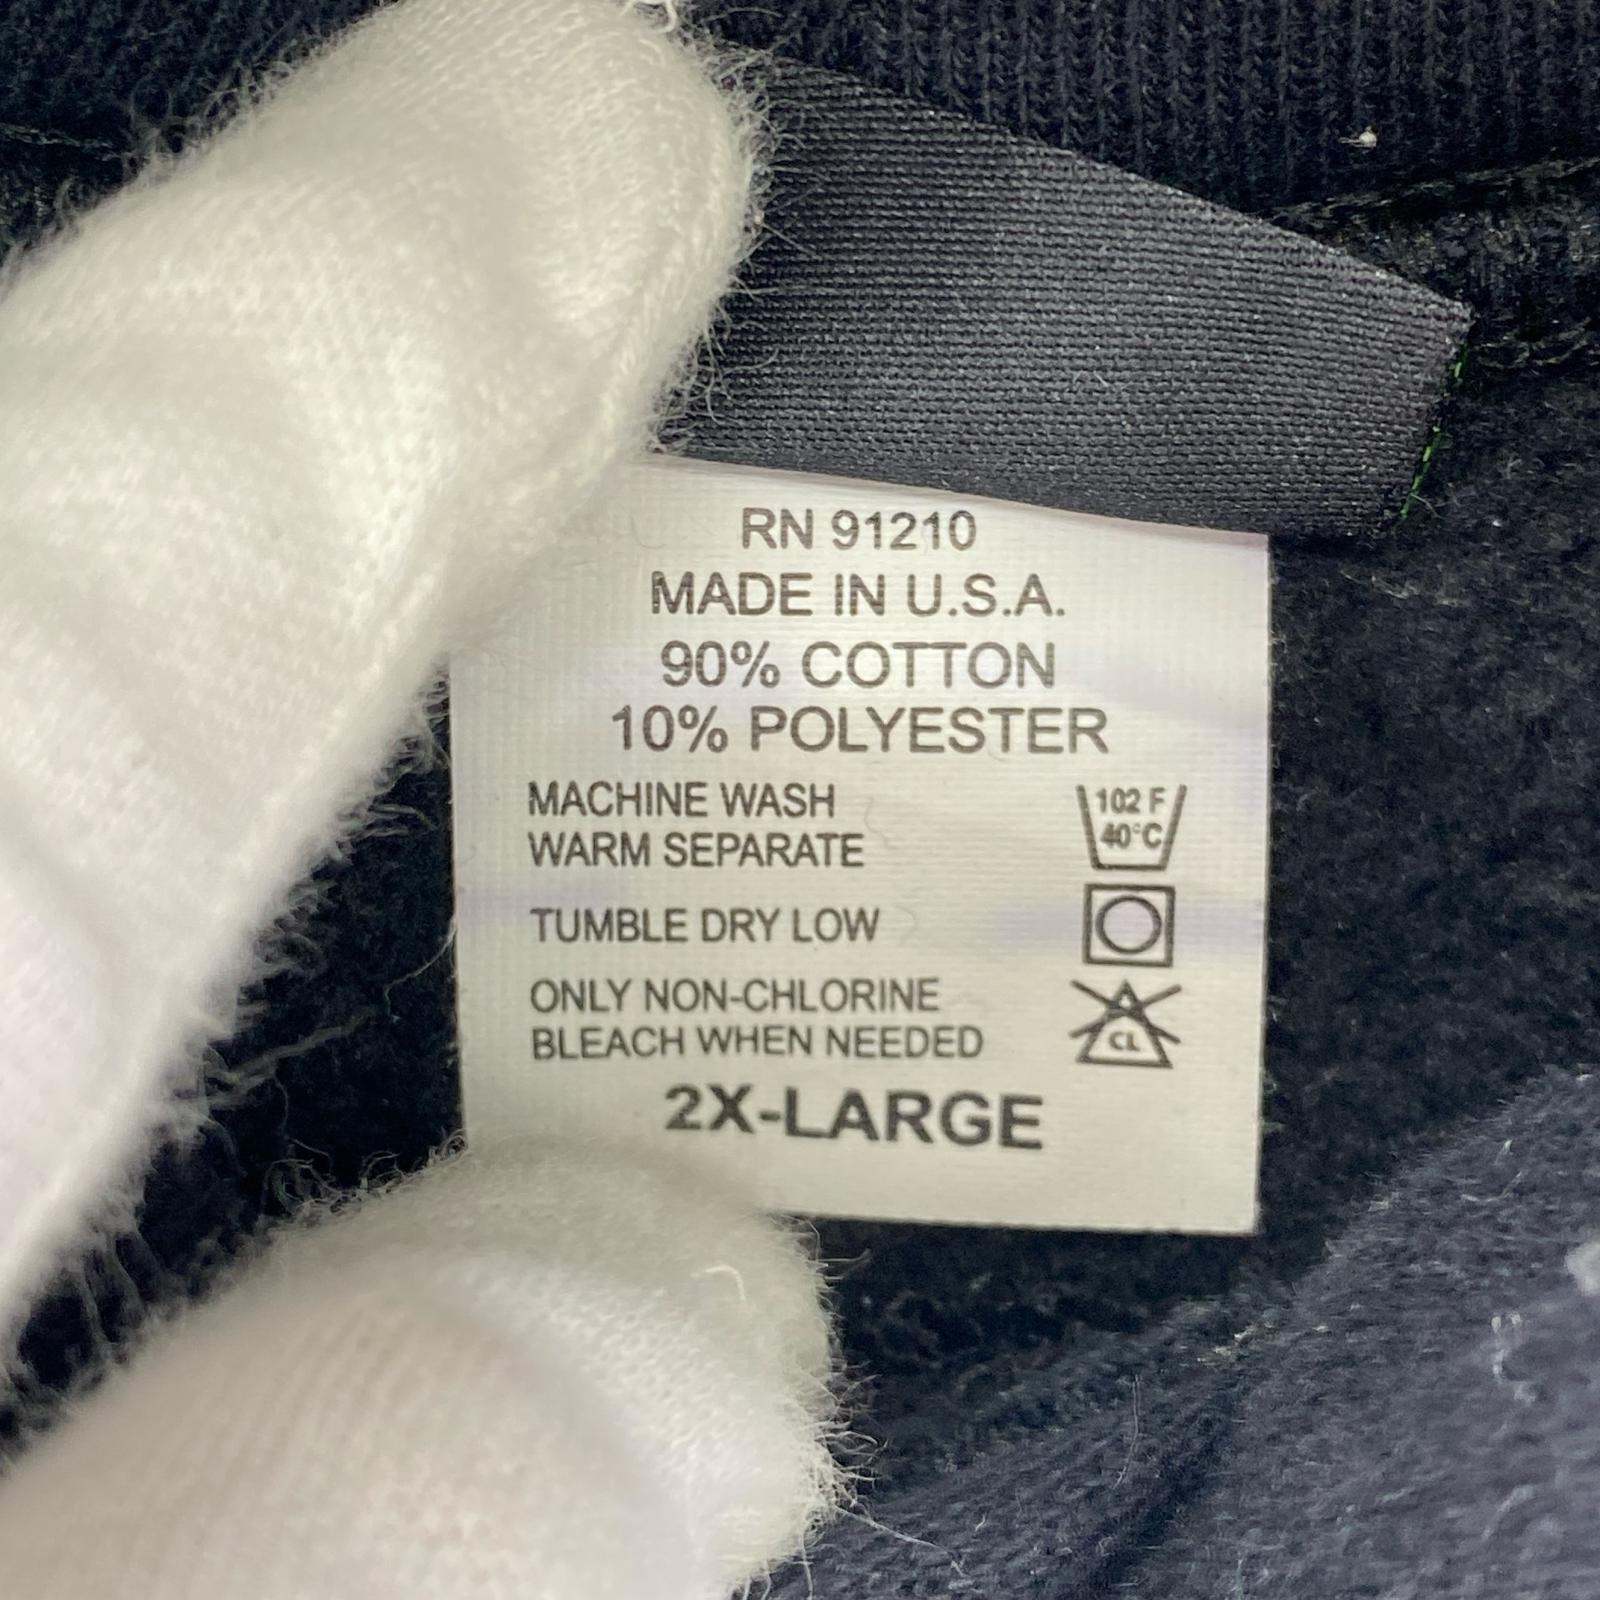 RN 91210
MADE IN U.S.A.
90% COTTON
10% POLYESTER
MACHINE WASH
WARM SEPARATE
102 F
40°C
TUMBLE DRY LOW
ONLY NON-CHLORINE
BLEACH WHEN NEEDED
CL
2X-LARGE